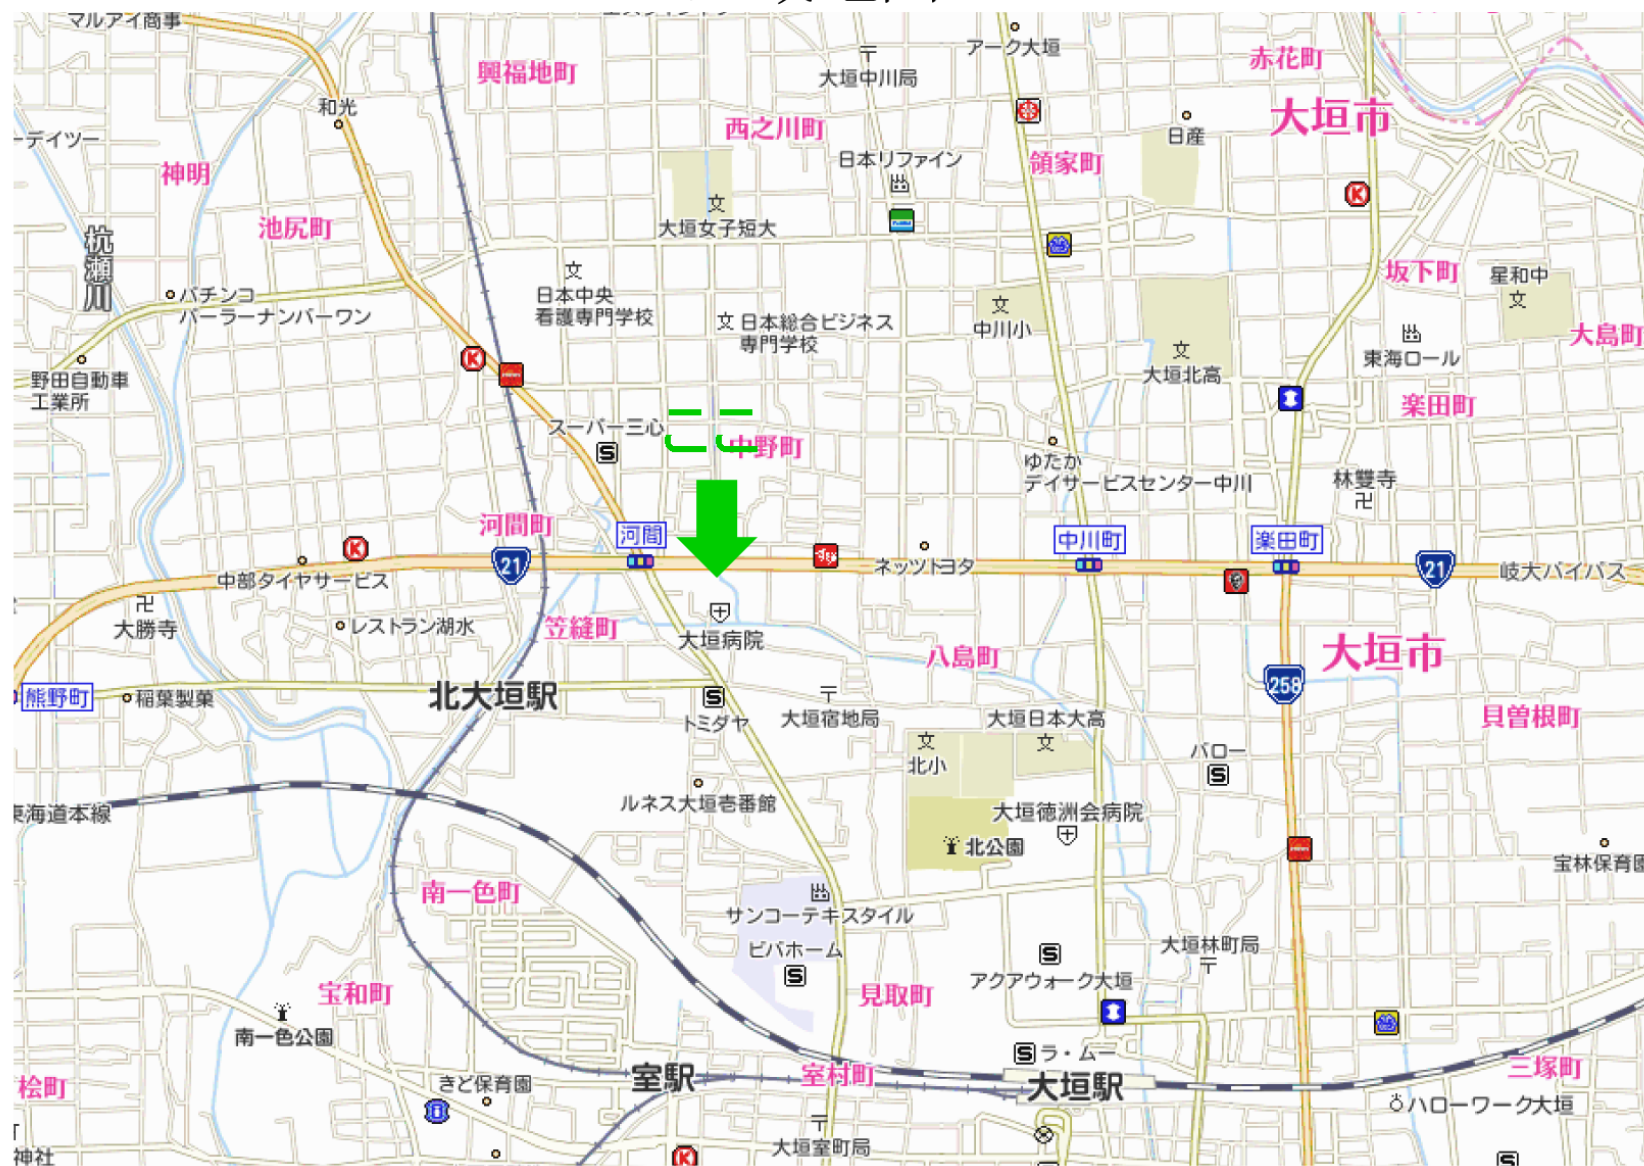 マルアイ商事
アーク大垣
興福地町
大垣中川局
赤花町
和光
大垣市
西之川町
日産
ーデイツー
日本リファイン
領家町
神明
池尻町
大垣女子短大
杭瀬川
坂下町
星和中
日本中央
看護専門学校
パチンコ
パーラーナンバーワン
日本総合ビジネス
専門学校
中川小
大島町
東海ロール
大垣北高
野田自動車
工業所
楽田町
スーパー三心
中野町
ゆたか
デイサービスセンター中川
林雙寺
河間町
河間
中川町
楽田町
21
ネッツトヨタ
21
岐大バイパス
中部タイヤサービス
大勝寺
レストラン湖水
笠縫町
大垣病院
八島町
大垣市
258
熊野町
稲葉製菓
北大垣駅
トミダヤ
大垣宿地局
大垣日本大高
貝曽根町
北小
バロー
ルネス大垣壱番館
東海道本線
大垣徳洲会病院
北公園
宝林保育園
南一色町
サンコーテキスタイル
ビバホーム
大垣林町局
アクアウォーク大垣
宝和町
見取町
南一色公園
ラ・ムー
三塚町
桧町
きど保育園
室駅
室村町
大垣駅
ハローワーク大垣
大垣室町局
神社